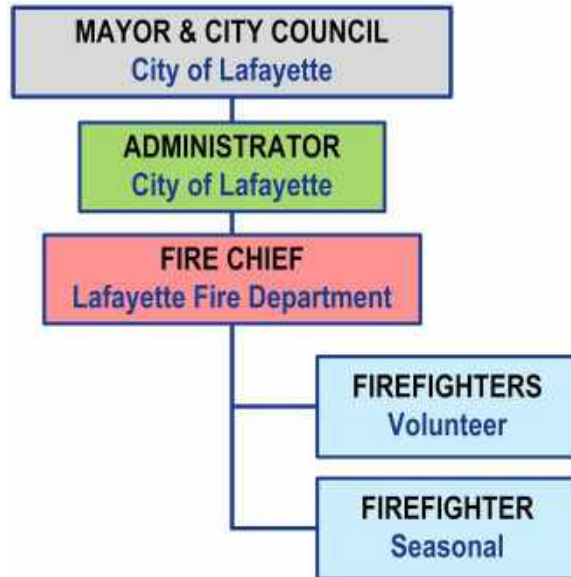 MAYOR & CITY COUNCIL
City of Lafayette
ADMINISTRATOR
City of Lafayette
FIRE CHIEF
Lafayette Fire Department
FIREFIGHTERS
Volunteer
FIREFIGHTER
Seasonal